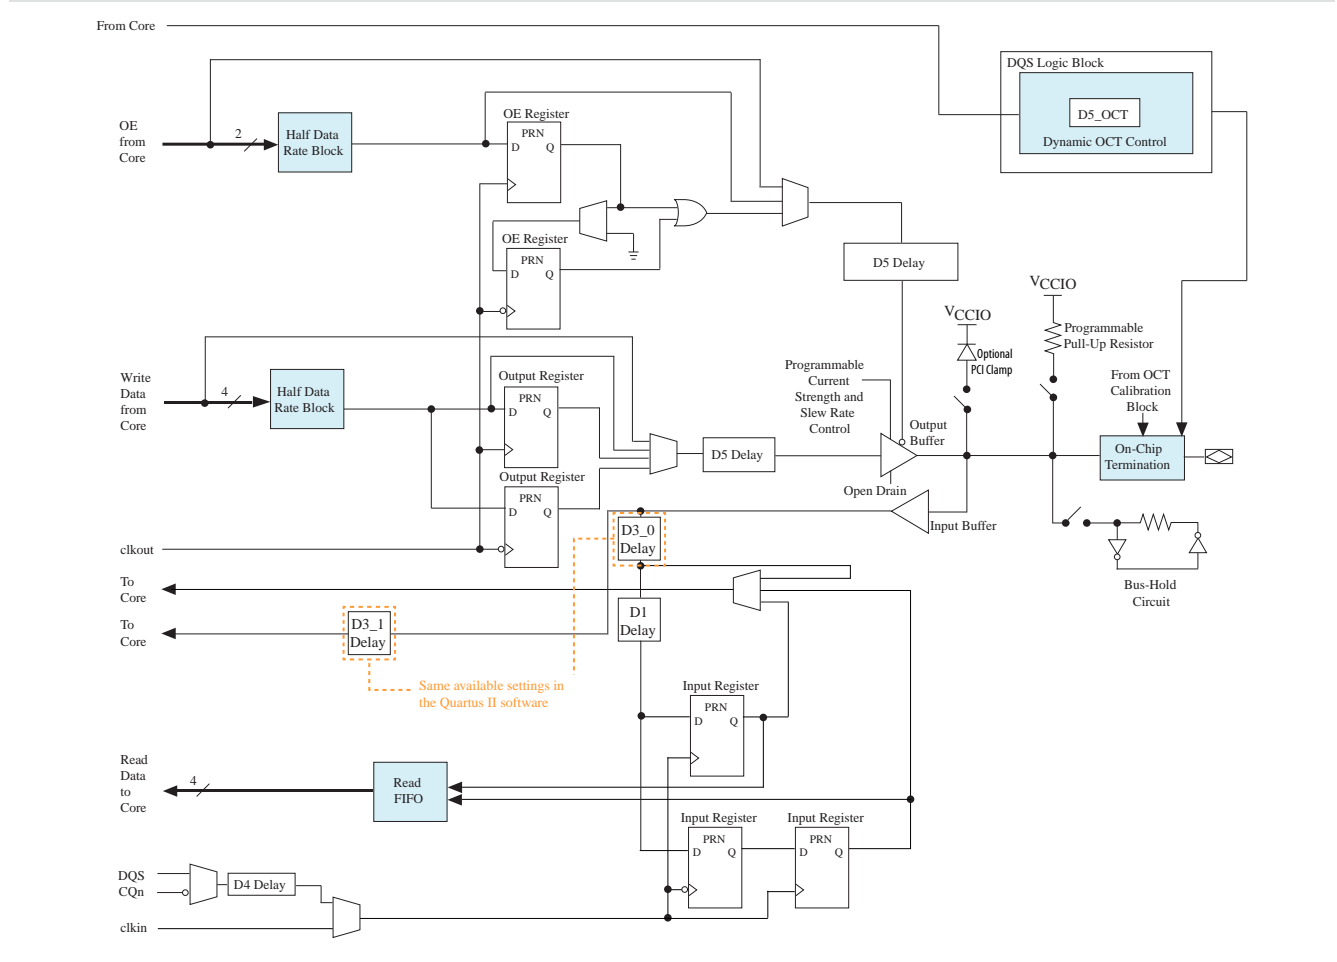 From Core
DQS Logic Block
D5_OCT
Dynamic OCT Control
OE
from
Core
2
Half Data
Rate Block
OE Register
PRN
D
Q
OE Register
PRN
D
Q
D5 Delay
VCCIO
VCCIO
Optional
PCI Clamp
Programmable
Pull-Up Resistor
From OCT
Calibration
Block
Programmable
Current
Strength and
Slew Rate
Control
Write
Data
from
Core
4
Half Data
Rate Block
Output Register
PRN
D
Q
Output Register
PRN
D
Q
D5 Delay
Output
Buffer
Open Drain
Input Buffer
On-Chip
Termination
Bus-Hold
Circuit
clkout
To
Core
To
Core
D3_0
Delay
D1
Delay
D3_1
Delay
Same available settings in
the Quartus II software
Input Register
PRN
D
Q
Read
Data
to
Core
4
Read
FIFO
Input Register
PRN
D
Q
Input Register
PRN
D
Q
DQS
CQn
D4 Delay
clkin